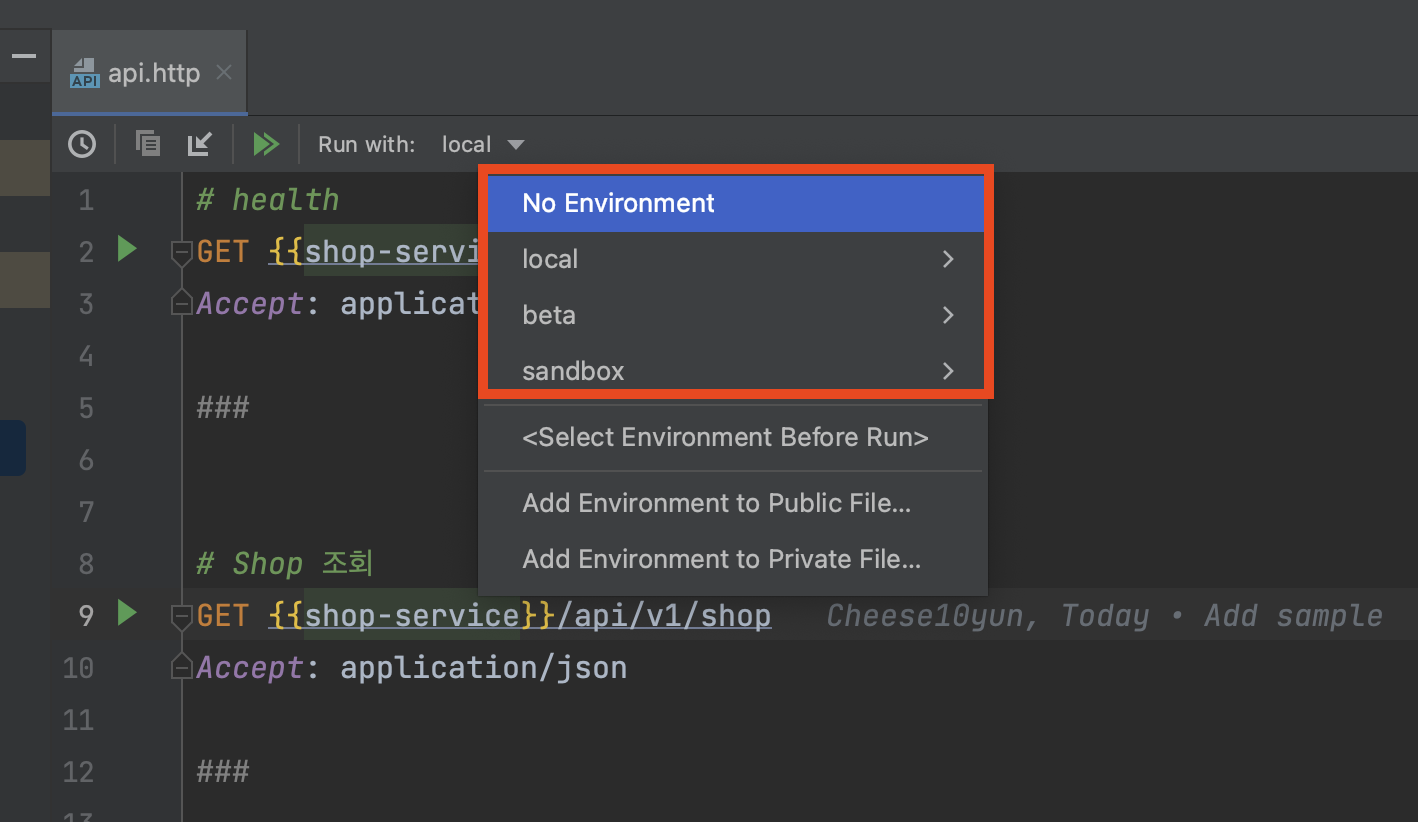 API api.http
Run with: local
1 # health
No Environment
2 GET {{shop-servi
local
3 Accept: applicat
beta
4
sandbox
5 ###
<Select Environment Before Run>
6
7
Add Environment to Public File...
8 # Shop 조회
Add Environment to Private File...
9 GET {{shop-service}}/api/v1/shop Cheese10yun, Today • Add sample
10 Accept: application/json
11
12 ###
13